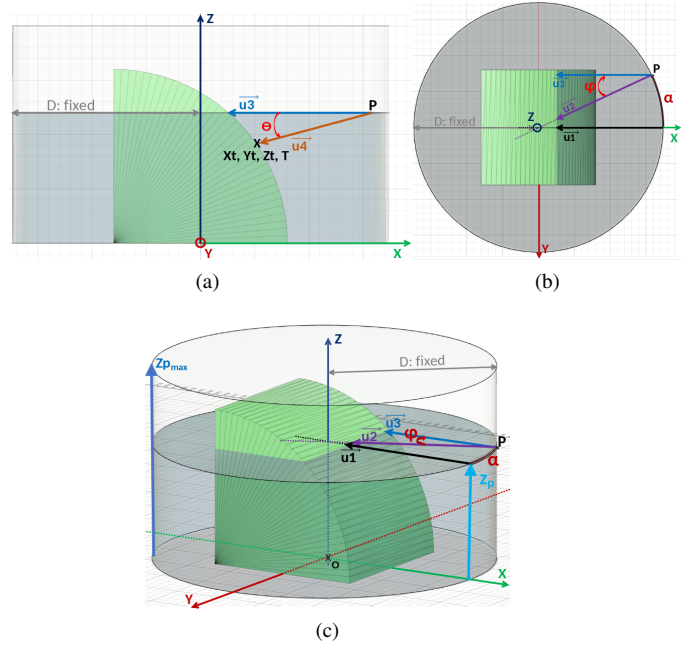 Z
D: fixed
u3
P
ɵ
X
u4
Xt, Yt, Zt, T
Y
X
(a)
P
u3
φ
u2
α
D: fixed
Z
u1
X
Y
(b)
Z
Zpmax
D: fixed
u3
φ
P
u2
u1
α
Zp
X
O
X
Y
(c)